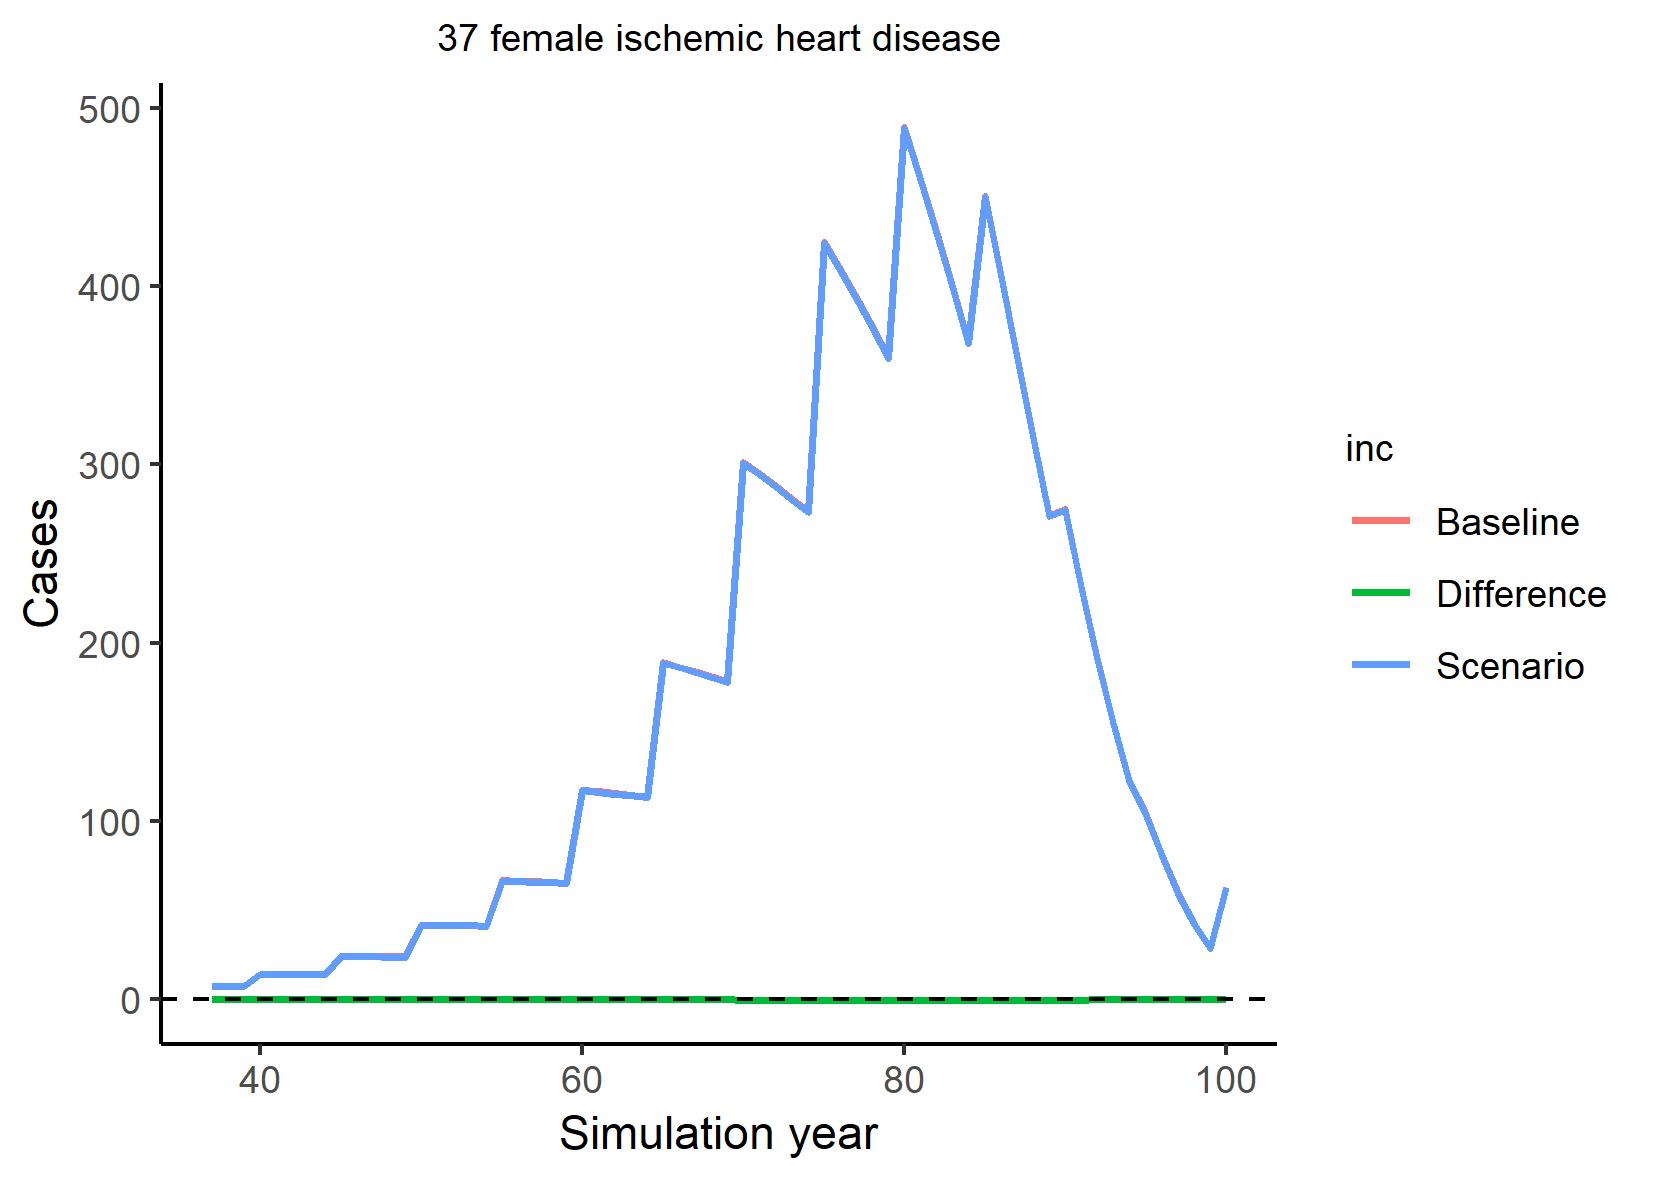 37 female ischemic heart disease
500
400
300
200
100
0
Cases
40 60 80 100
Simulation year
inc
Baseline
Difference
Scenario